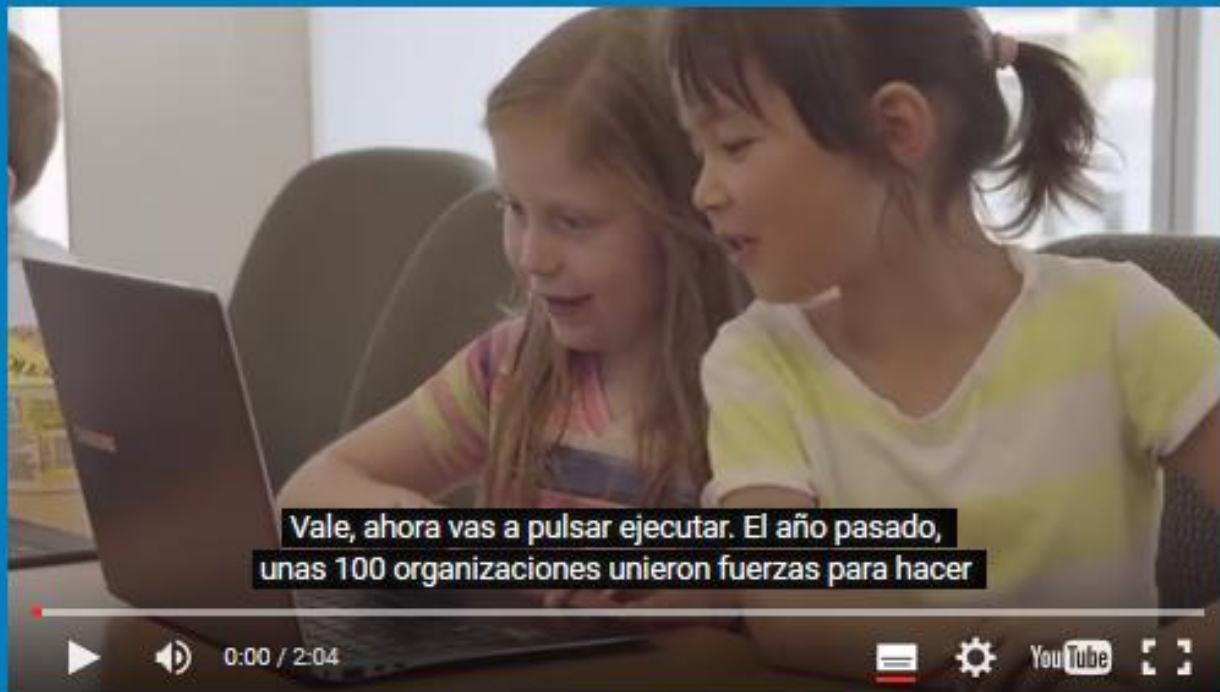 Vale, ahora vas a pulsar ejecutar. El año pasado,
unas 100 organizaciones unieron fuerzas para hacer
0:00 / 2:04
YouTube